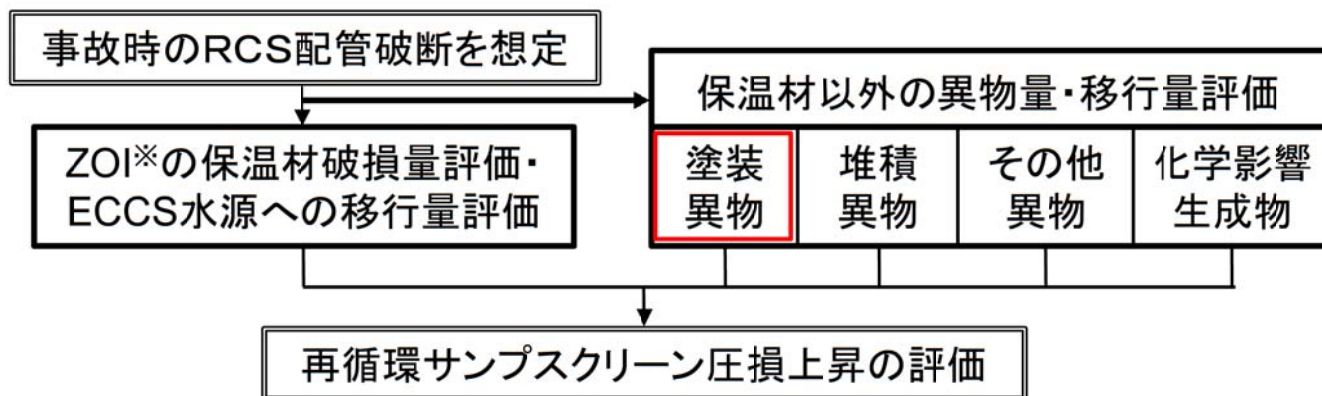 事故時のRCS配管破断を想定
保温材以外の異物量・移行量評価
ZOI※の保温材破損量評価・
ECCS水源への移行量評価
塗装
異物
堆積
異物
その他
異物
化学影響
生成物
再循環サンプスクリーン圧損上昇の評価